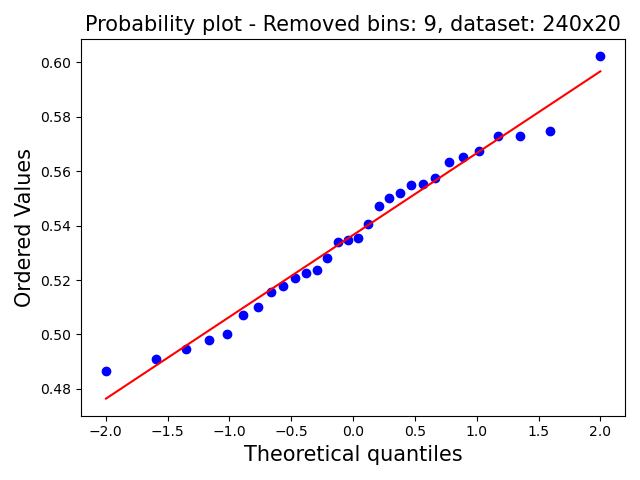 Probability plot - Removed bins: 9, dataset: 240x20
Ordered Values
0.60
0.58
0.56
0.54
0.52
0.50
0.48
−2.0 −1.5 −1.0 −0.5 0.0 0.5 1.0 1.5 2.0
Theoretical quantiles